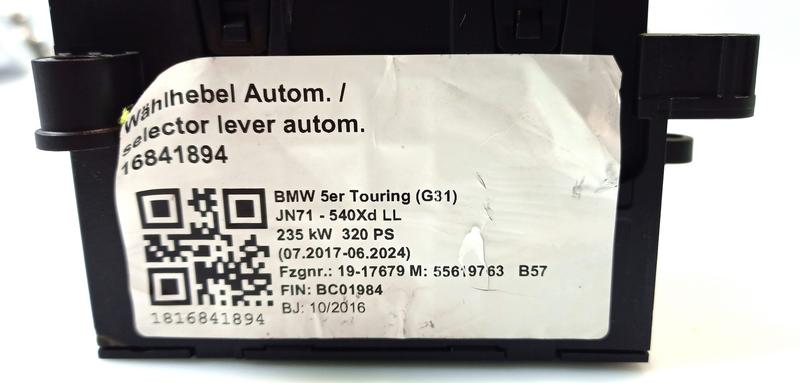 Wählhebel Autom. /
selector lever autom.
16841894
BMW 5er Touring (G31)
JN71 - 540Xd LL
235 kW 320 PS
(07.2017-06.2024)
Fzgnr.: 19-17679 M: 55619763 B57
FIN: BC01984
BJ: 10/2016
1816841894